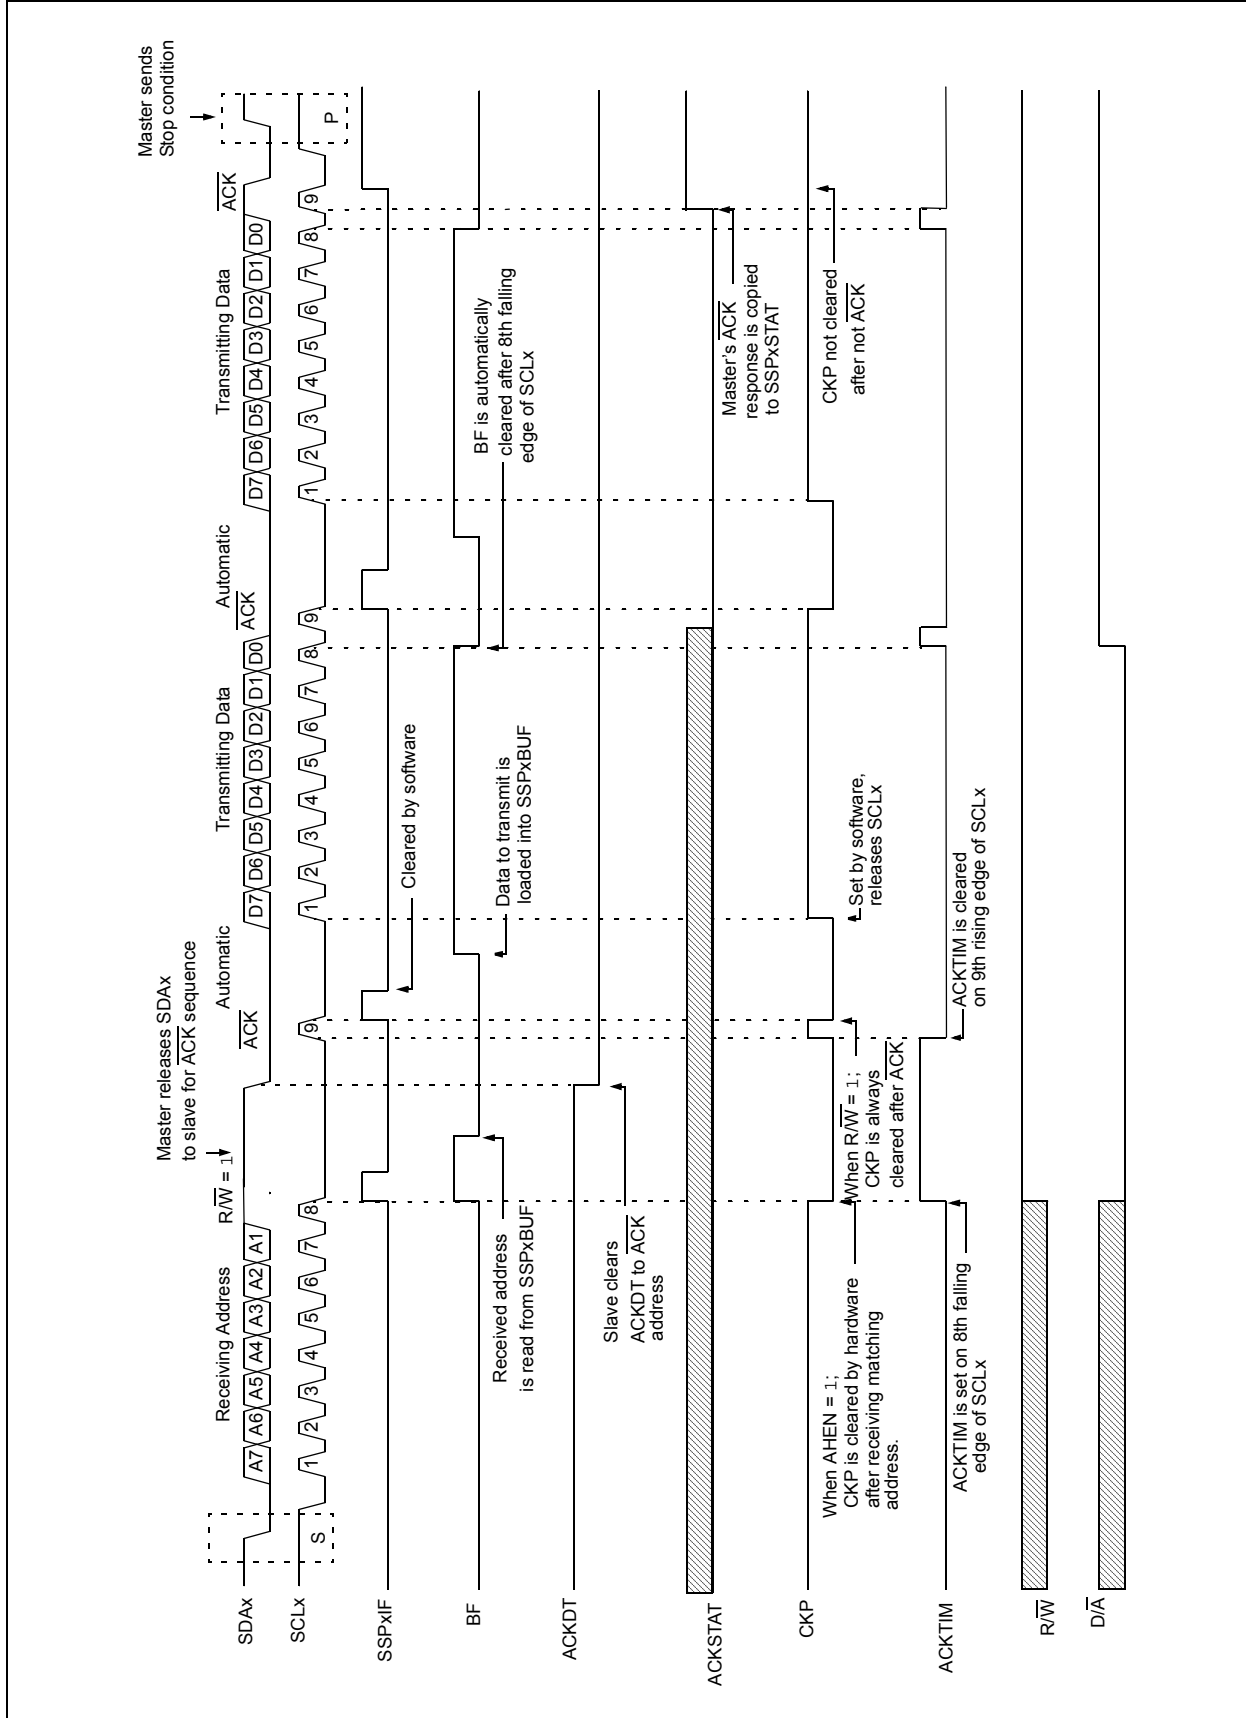 Master releases SDAx
to slave for ACK sequence
Master sends
Stop condition
Receiving Address
R/W = 1
Automatic
ACK
Transmitting Data
Automatic
ACK
Transmitting Data
ACK
SDAx
A7 A6 A5 A4 A3 A2 A1
D7 D6 D5 D4 D3 D2 D1 D0
D7 D6 D5 D4 D3 D2 D1 D0
SCLx
S
1 2 3 4 5 6 7 8 9
1 2 3 4 5 6 7 8 9
1 2 3 4 5 6 7 8 9
P
SSPxIF
Cleared by software
BF
Received address
is read from SSPxBUF
Data to transmit is
loaded into SSPxBUF
BF is automatically
cleared after 8th falling
edge of SCLx
ACKDT
Slave clears
ACKDT to ACK
address
ACKSTAT
Master's ACK
response is copied
to SSPxSTAT
CKP
When AHEN = 1;
CKP is cleared by hardware
after receiving matching
address.
When R/W = 1;
CKP is always
cleared after ACK
Set by software,
releases SCLx
CKP not cleared
after not ACK
ACKTIM
ACKTIM is set on 8th falling
edge of SCLx
ACKTIM is cleared
on 9th rising edge of SCLx
R/W
D/A